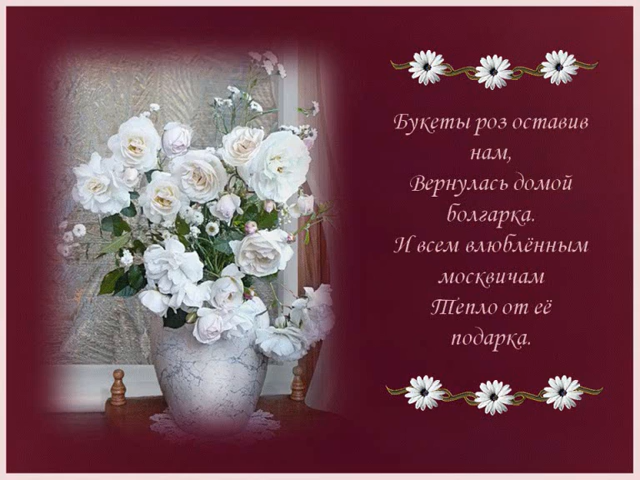 Букеты роз оставив
нам,
Вернулась домой
болгарка.
И всем влюблённым
москвичам
Тепло от её
подарка.